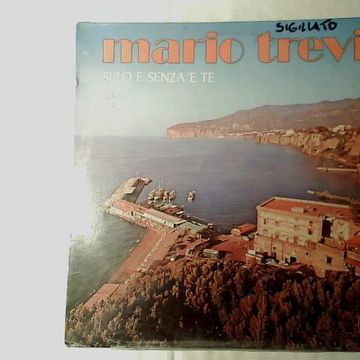 SIGILLATO
mario trevi
SULO E SENZA 'E TE